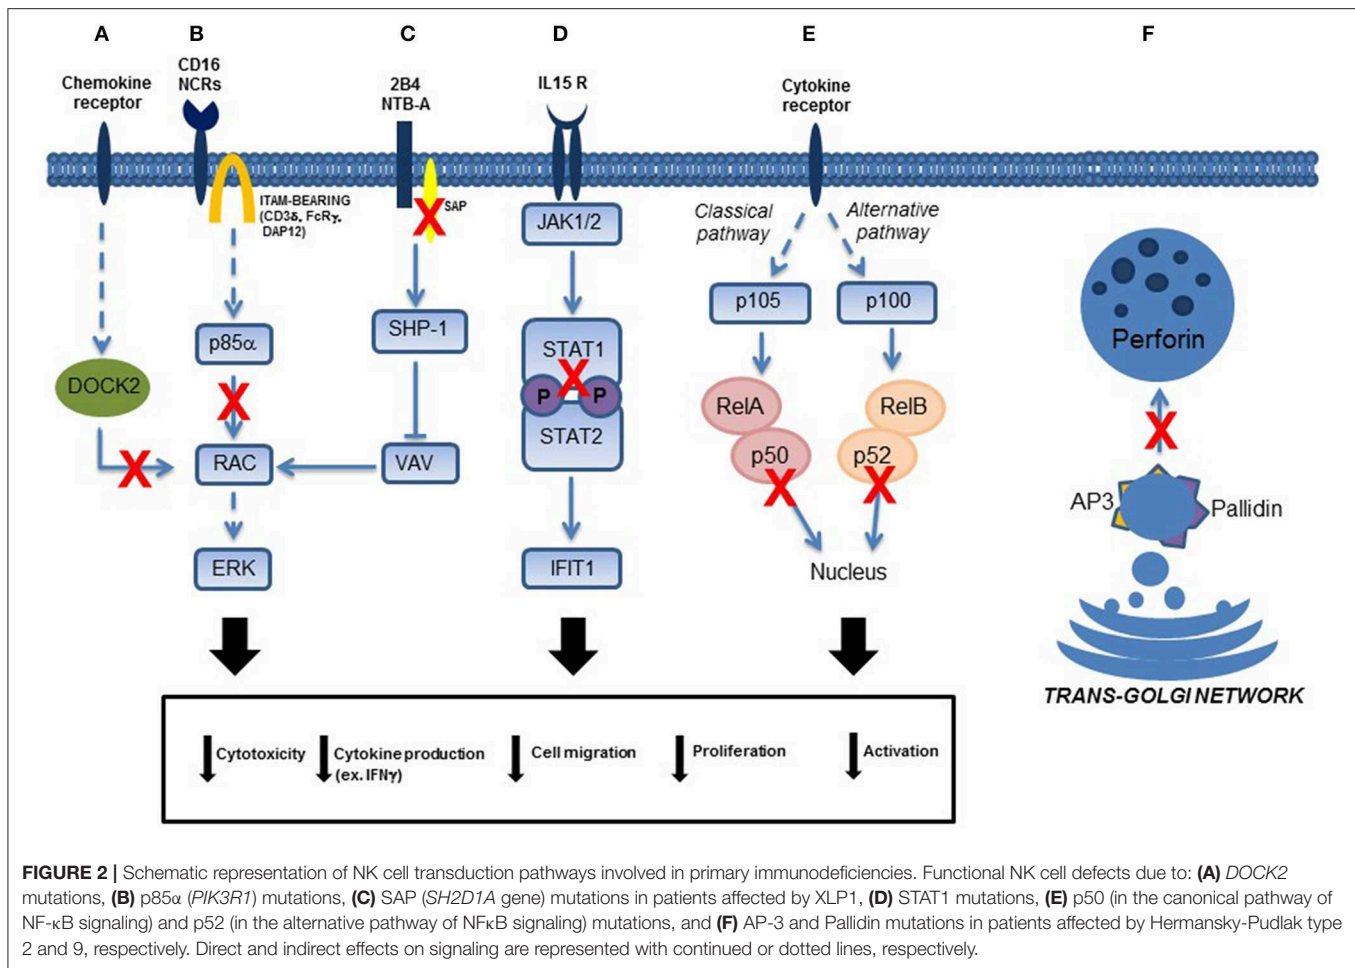 A
B
C
D
E
F
Chemokine
receptor
CD16
NCRs
2B4
NTB-A
IL15 R
Cytokine
receptor
ITAM-BEARING
(CD3δ, FcRγ,
DAP12)
SAP
JAK1/2
Classical
pathway
Alternative
pathway
p105
p100
p85α
SHP-1
STAT1
P
P
STAT2
DOCK2
RelA
RelB
p50
p52
Perforin
RAC
VAV
AP3
Pallidin
ERK
IFIT1
Nucleus
TRANS-GOLGI NETWORK
Cytotoxicity
Cytokine production
(ex. IFNγ)
Cell migration
Proliferation
Activation
FIGURE 2 | Schematic representation of NK cell transduction pathways involved in primary immunodeficiencies. Functional NK cell defects due to: (A) DOCK2
mutations, (B) p85α (PIK3R1) mutations, (C) SAP (SH2D1A gene) mutations in patients affected by XLP1, (D) STAT1 mutations, (E) p50 (in the canonical pathway of
NF-κB signaling) and p52 (in the alternative pathway of NFκB signaling) mutations, and (F) AP-3 and Pallidin mutations in patients affected by Hermansky-Pudlak type
2 and 9, respectively. Direct and indirect effects on signaling are represented with continued or dotted lines, respectively.